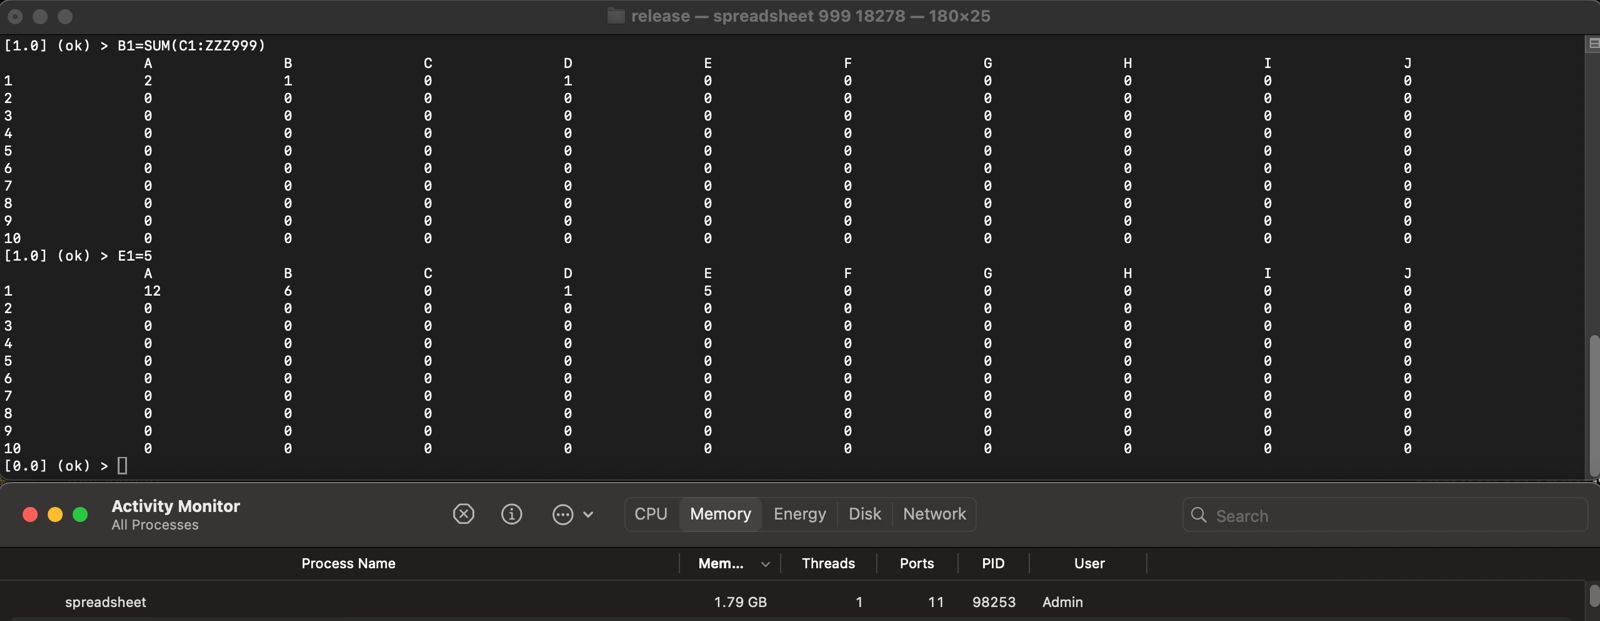 release — spreadsheet 999 18278 — 180×25
[1.0] (ok) > B1=SUM(C1:ZZZ999)
A B C D E F G H I J
1 2 1 0 1 0 0 0 0 0 0
2 0 0 0 0 0 0 0 0 0 0
3 0 0 0 0 0 0 0 0 0 0
4 0 0 0 0 0 0 0 0 0 0
5 0 0 0 0 0 0 0 0 0 0
6 0 0 0 0 0 0 0 0 0 0
7 0 0 0 0 0 0 0 0 0 0
8 0 0 0 0 0 0 0 0 0 0
9 0 0 0 0 0 0 0 0 0 0
10 0 0 0 0 0 0 0 0 0 0
[1.0] (ok) > E1=5
A B C D E F G H I J
1 12 6 0 1 5 0 0 0 0 0
2 0 0 0 0 0 0 0 0 0 0
3 0 0 0 0 0 0 0 0 0 0
4 0 0 0 0 0 0 0 0 0 0
5 0 0 0 0 0 0 0 0 0 0
6 0 0 0 0 0 0 0 0 0 0
7 0 0 0 0 0 0 0 0 0 0
8 0 0 0 0 0 0 0 0 0 0
9 0 0 0 0 0 0 0 0 0 0
10 0 0 0 0 0 0 0 0 0 0
[0.0] (ok) >
Activity Monitor
All Processes
CPU Memory Energy Disk Network
Search
Process Name Mem... Threads Ports PID User
spreadsheet 1.79 GB 1 11 98253 Admin